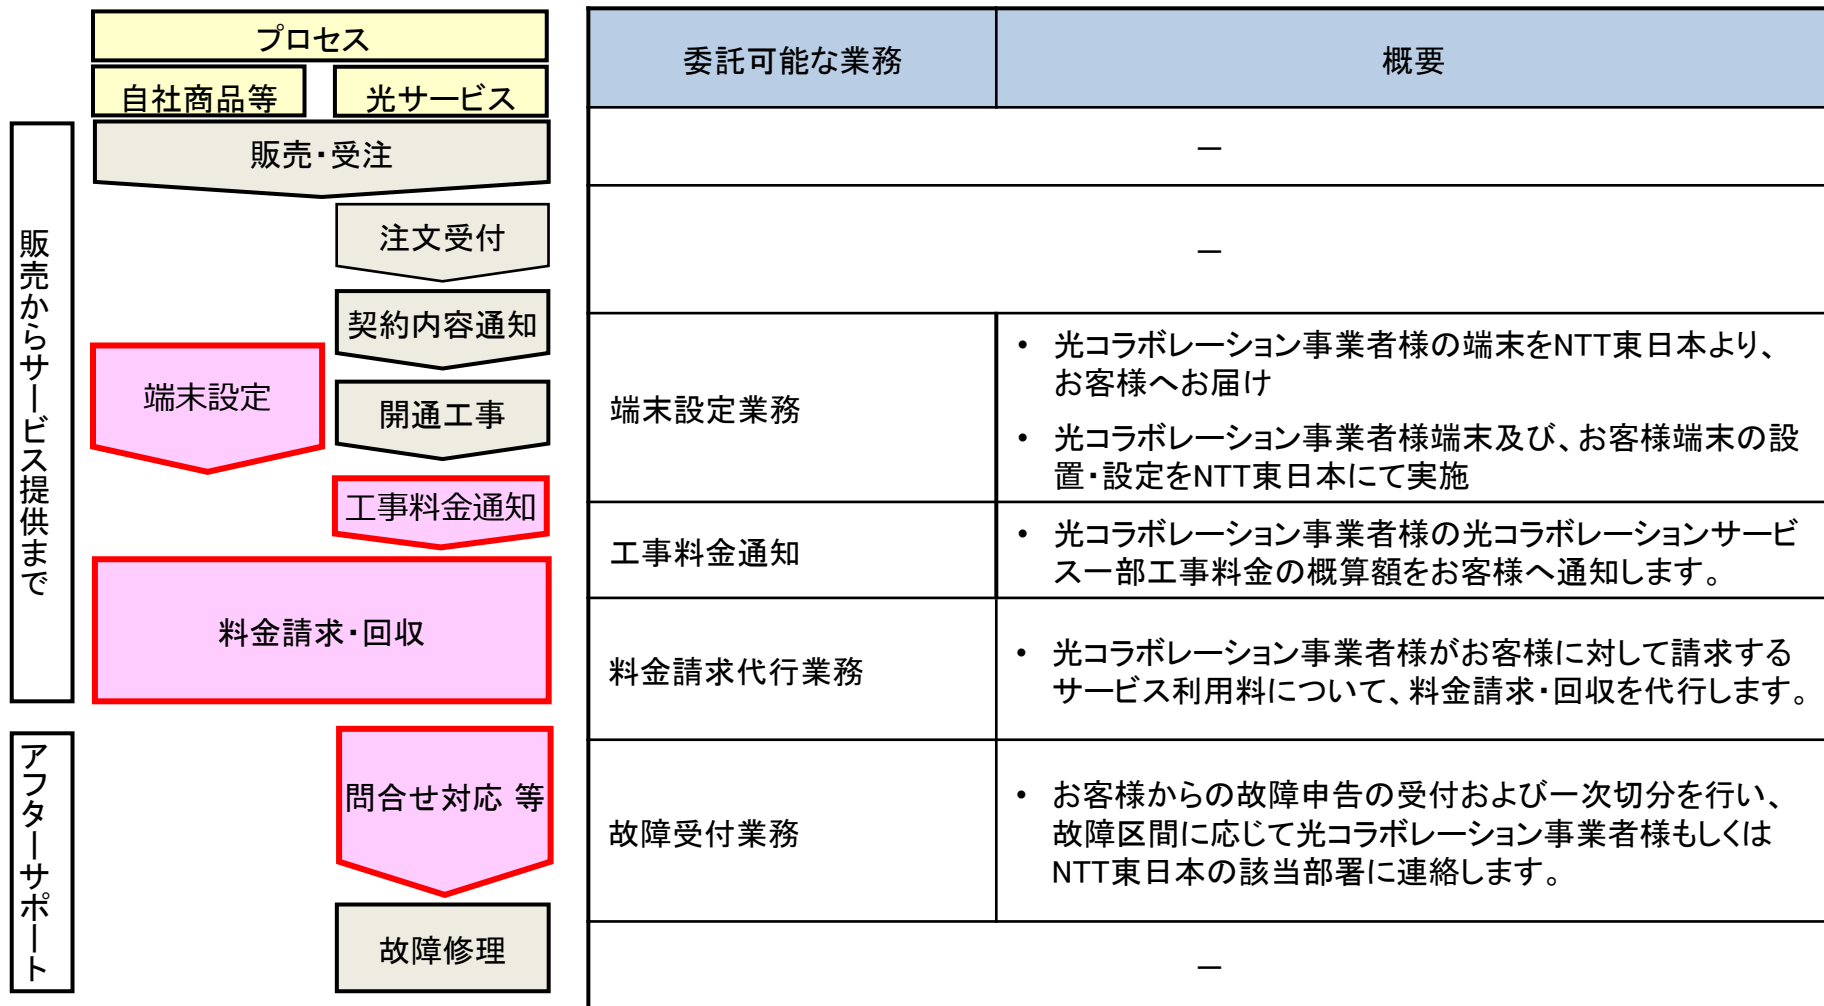 プロセス
自社商品等
光サービス
販売からサービス提供まで
販売・受注
注文受付
契約内容通知
端末設定
開通工事
工事料金通知
料金請求・回収
アフターサポート
問合せ対応 等
故障修理
委託可能な業務
概要
－
－
端末設定業務
• 光コラボレーション事業者様の端末をNTT東日本より、
お客様へお届け
• 光コラボレーション事業者様端末及び、お客様端末の設
置・設定をNTT東日本にて実施
工事料金通知
• 光コラボレーション事業者様の光コラボレーションサービ
ス一部工事料金の概算額をお客様へ通知します。
料金請求代行業務
• 光コラボレーション事業者様がお客様に対して請求する
サービス利用料について、料金請求・回収を代行します。
故障受付業務
• お客様からの故障申告の受付および一次切分を行い、
故障区間に応じて光コラボレーション事業者様もしくは
NTT東日本の該当部署に連絡します。
－